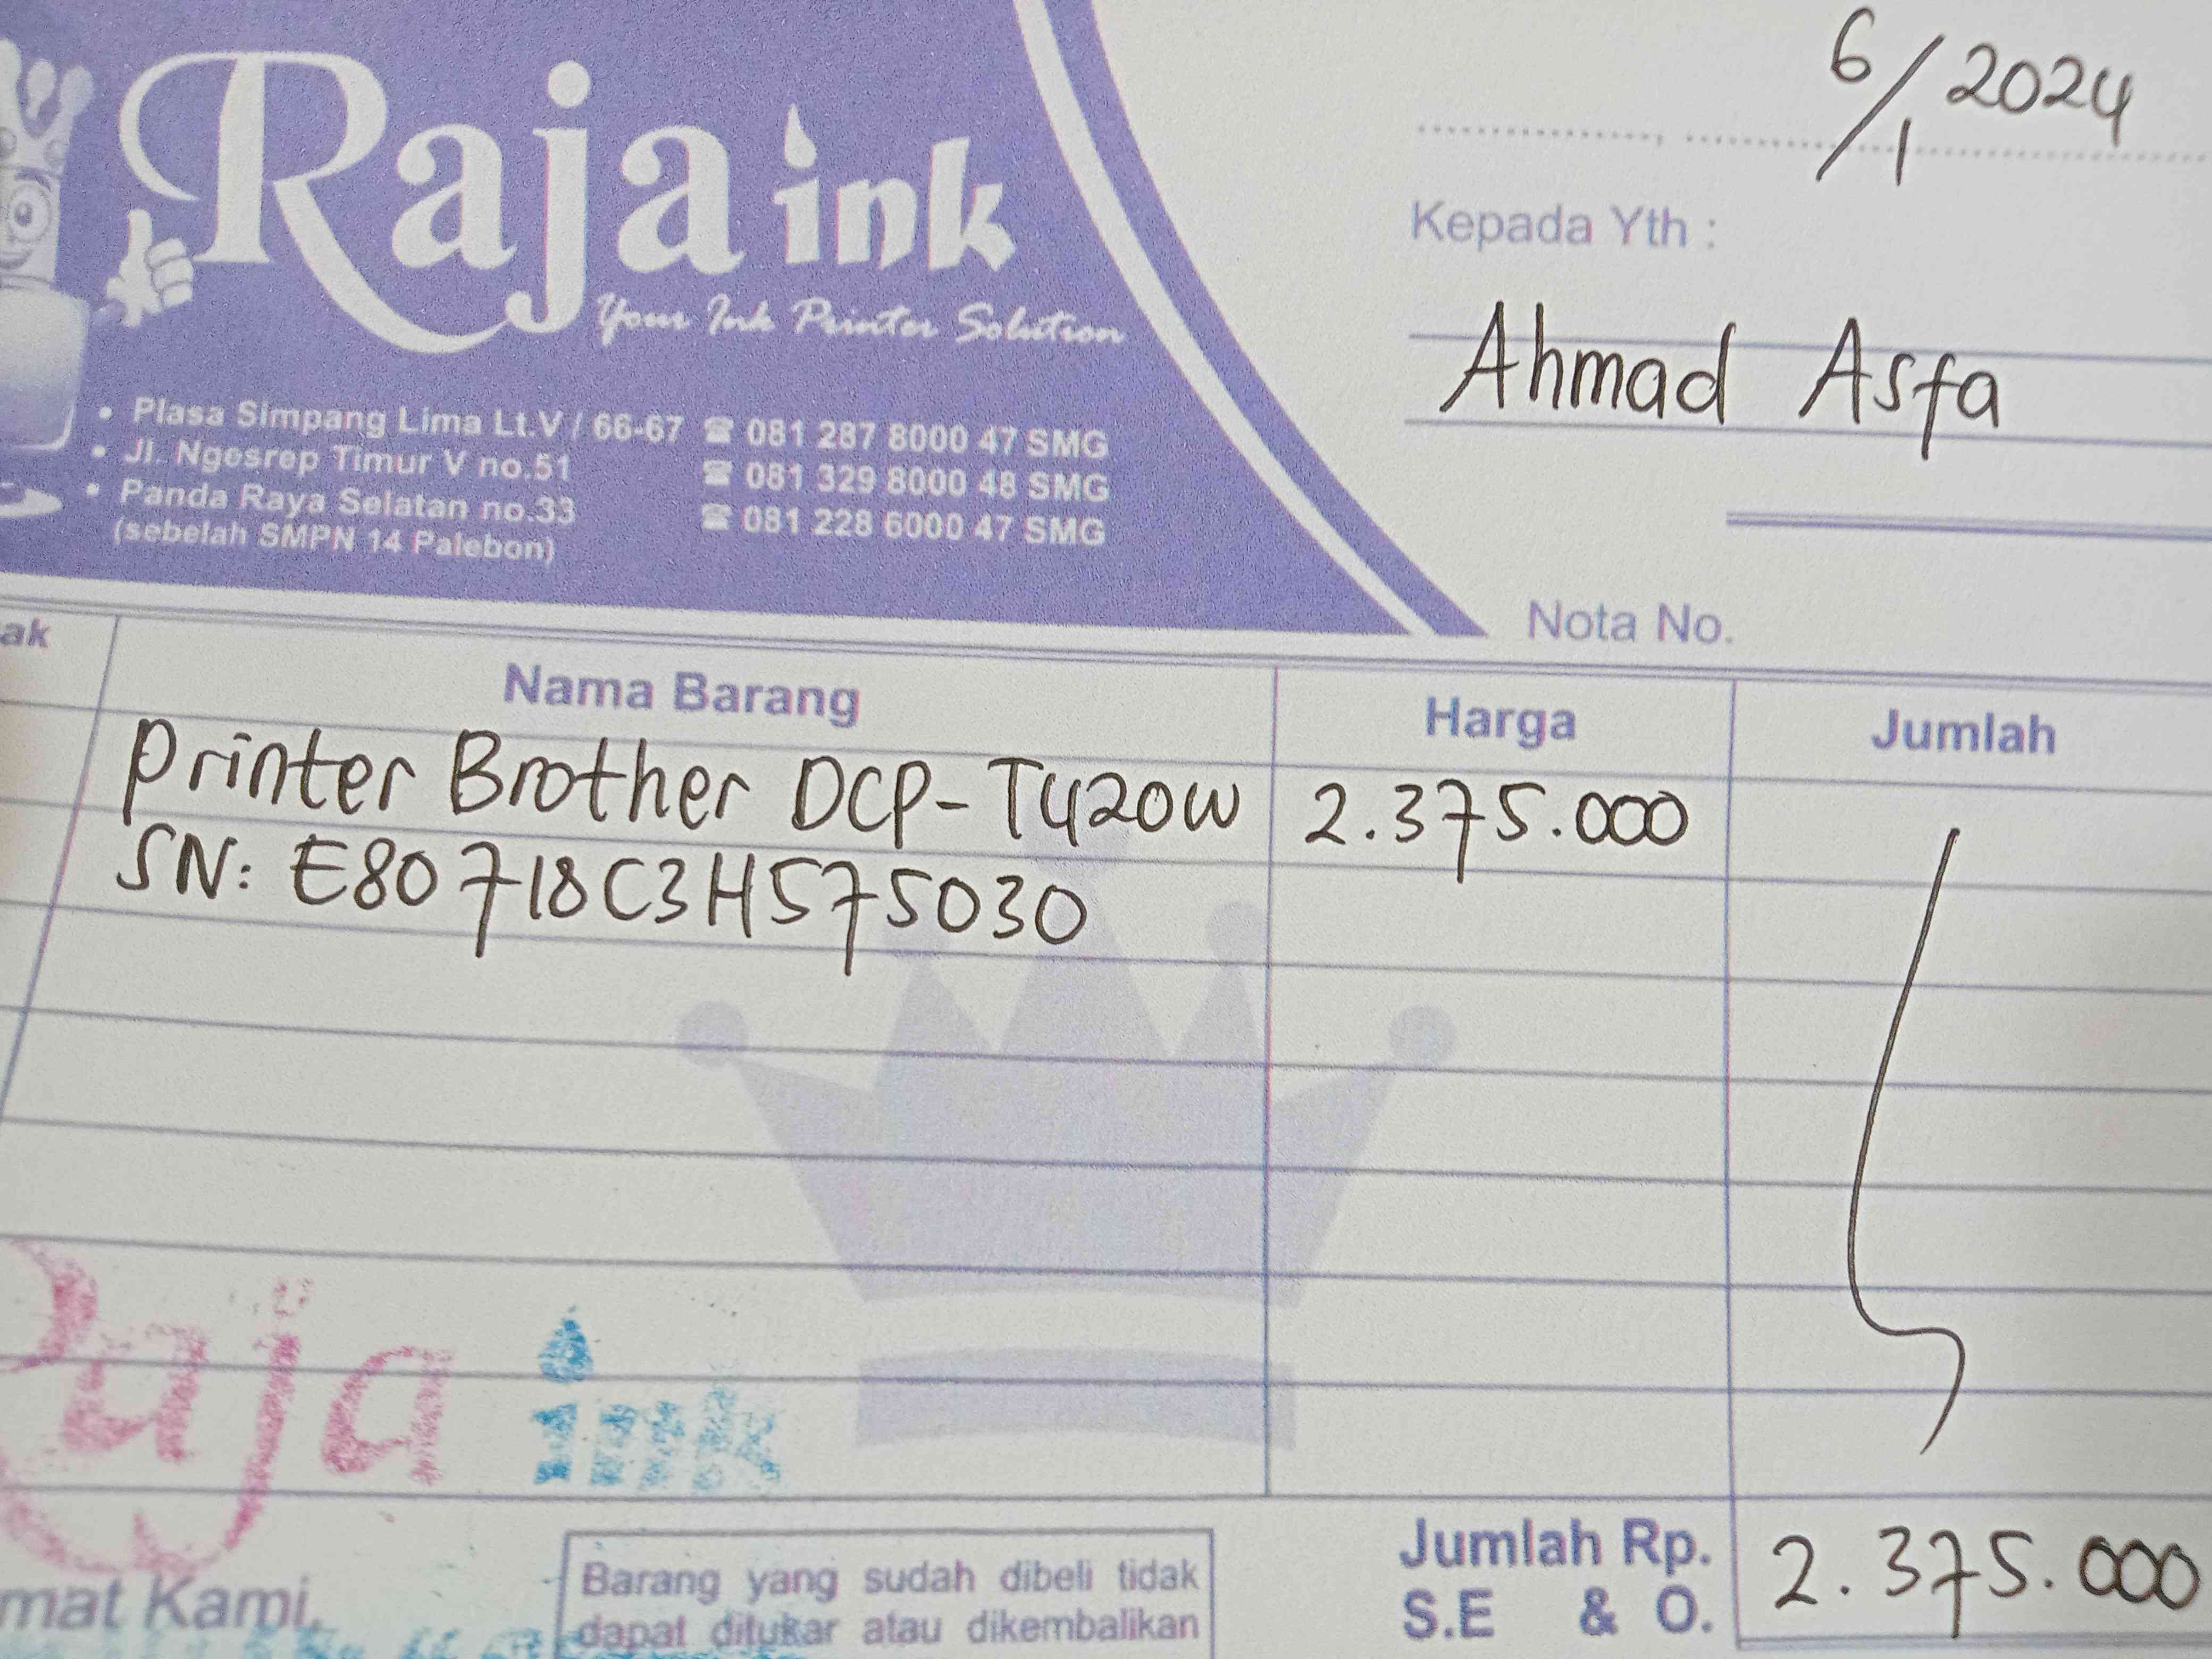 Raja ink
Your Ink Printer Solution
• Plasa Simpang Lima Lt.V / 66-67 ☎ 081 287 8000 47 SMG
• Jl. Ngesrep Timur V no.51 ☎ 081 329 8000 48 SMG
• Panda Raya Selatan no.33 ☎ 081 228 6000 47 SMG
(sebelah SMPN 14 Palebon)
6/1 2024
Kepada Yth :
Ahmad Asfa
Nota No.
ak Nama Barang Harga Jumlah
Printer Brother DCP-T420W 2.375.000
SN: E80718C3H575030
Raja ink
mat Kami,
Barang yang sudah dibeli tidak
dapat ditukar atau dikembalikan
Jumlah Rp. 2.375.000
S.E & O.